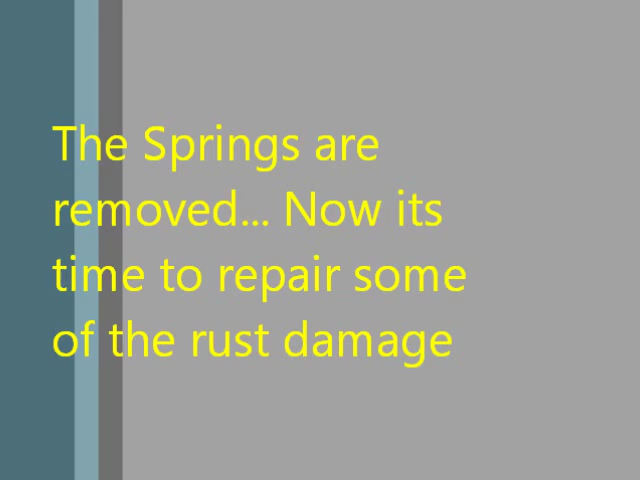 The Springs are
removed... Now its
time to repair some
of the rust damage